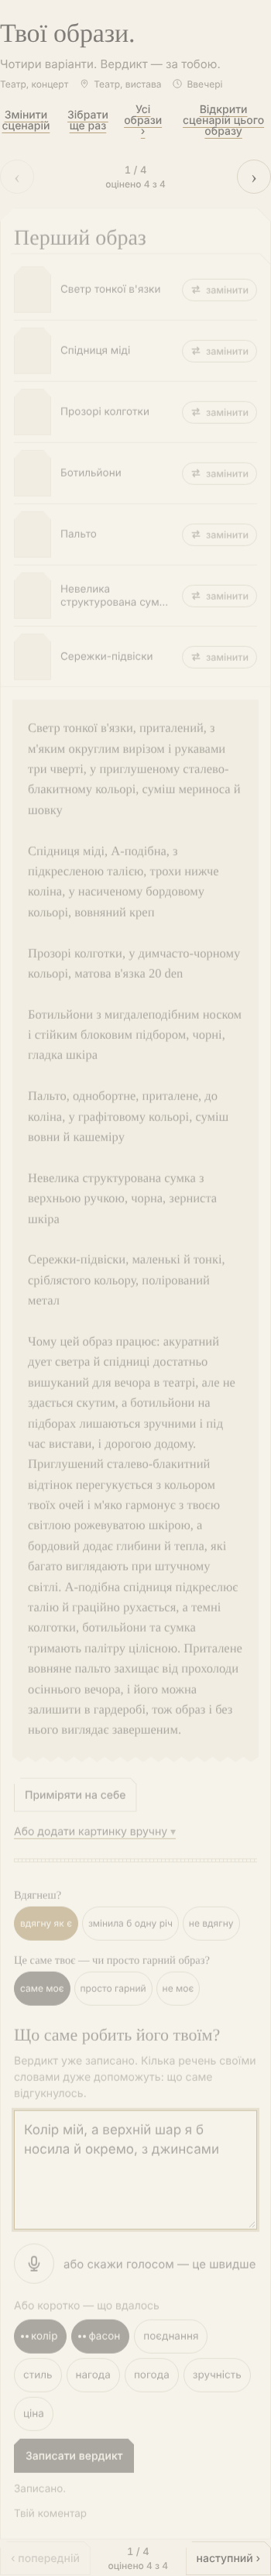 Твої образи.
Чотири варіанти. Вердикт — за тобою.
Театр, концерт Театр, вистава Ввечері
Змінити сценарій Зібрати ще раз Усі образи › Відкрити сценарій цього образу
‹ 1 / 4 ›
оцінено 4 з 4
Перший образ
Светр тонкої в'язки замінити
Спідниця міді замінити
Прозорі колготки замінити
Ботильйони замінити
Пальто замінити
Невелика
структурована сум... замінити
Сережки-підвіски замінити
Светр тонкої в'язки, приталений, з
м'яким округлим вирізом і рукавами
три чверті, у приглушеному сталево-
блакитному кольорі, суміш мериноса й
шовку
Спідниця міді, А-подібна, з
підкресленою талією, трохи нижче
коліна, у насиченому бордовому
кольорі, вовняний креп
Прозорі колготки, у димчасто-чорному
кольорі, матова в'язка 20 den
Ботильйони з мигдалеподібним носком
і стійким блоковим підбором, чорні,
гладка шкіра
Пальто, однобортне, приталене, до
коліна, у графітовому кольорі, суміш
вовни й кашеміру
Невелика структурована сумка з
верхньою ручкою, чорна, зерниста
шкіра
Сережки-підвіски, маленькі й тонкі,
сріблястого кольору, полірований
метал
Чому цей образ працює: акуратний
дует светра й спідниці достатньо
вишуканий для вечора в театрі, але не
здається скутим, а ботильйони на
підборах лишаються зручними і під
час вистави, і дорогою додому.
Приглушений сталево-блакитний
відтінок перегукується з кольором
твоїх очей і м'яко гармонує з твоєю
світлою рожевуватою шкірою, а
бордовий додає глибини й тепла, які
багато виглядають при штучному
світлі. А-подібна спідниця підкреслює
талію й граційно рухається, а темні
колготки, ботильйони та сумка
тримають палітру цілісною. Приталене
вовняне пальто захищає від прохолоди
осіннього вечора, і його можна
залишити в гардеробі, тож образ і без
нього виглядає завершеним.
Приміряти на себе
Або додати картинку вручну ▾
Вдягнеш?
вдягну як є змінила б одну річ не вдягну
Це саме твоє — чи просто гарний образ?
саме моє просто гарний не моє
Що саме робить його твоїм?
Вердикт уже записано. Кілька речень своїми
словами дуже допоможуть: що саме
відгукнулось.
Колір мій, а верхній шар я б
носила й окремо, з джинсами
або скажи голосом — це швидше
Або коротко — що вдалось
•• колір •• фасон поєднання
стиль нагода погода зручність
ціна
Записати вердикт
Записано.
Твій коментар
‹ попередній 1 / 4 наступний ›
оцінено 4 з 4